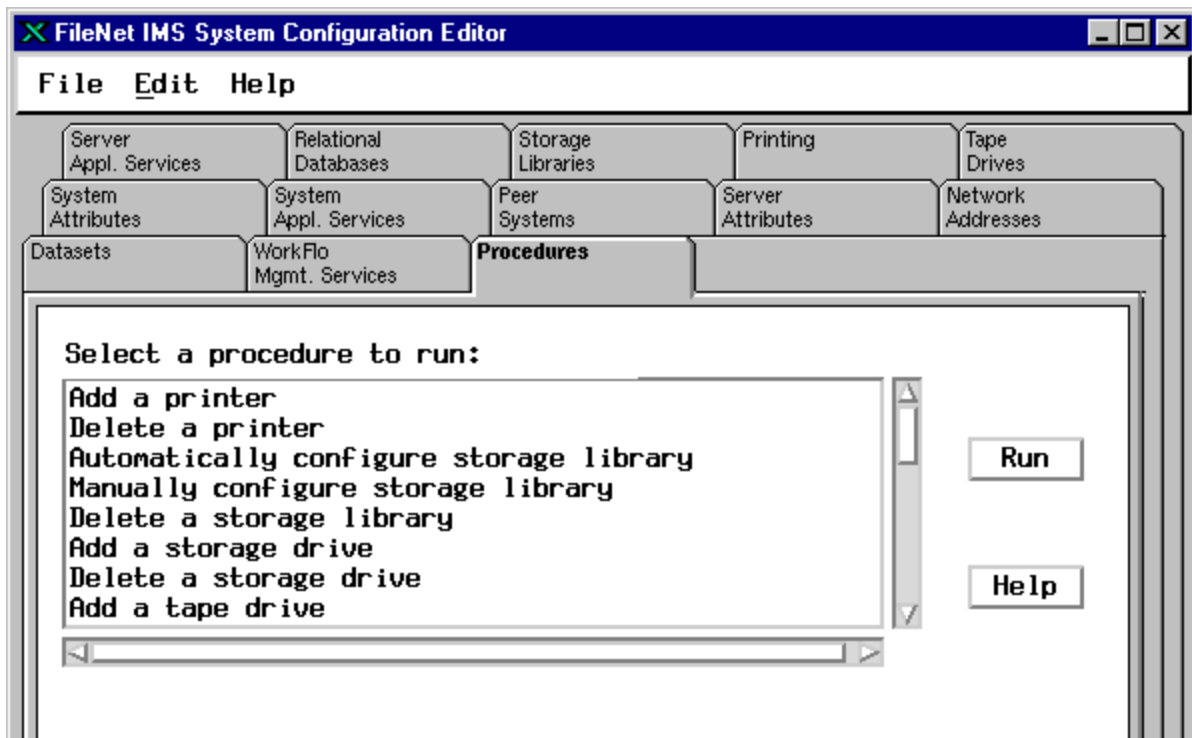 FileNet IMS System Configuration Editor
File Edit Help
Server
Appl. Services
Relational
Databases
Storage
Libraries
Printing
Tape
Drives
System
Attributes
System
Appl. Services
Peer
Systems
Server
Attributes
Network
Addresses
Datasets
WorkFlo
Mgmt. Services
Procedures
Select a procedure to run:
Add a printer
Delete a printer
Automatically configure storage library
Manually configure storage library
Delete a storage library
Add a storage drive
Delete a storage drive
Add a tape drive
Run
Help